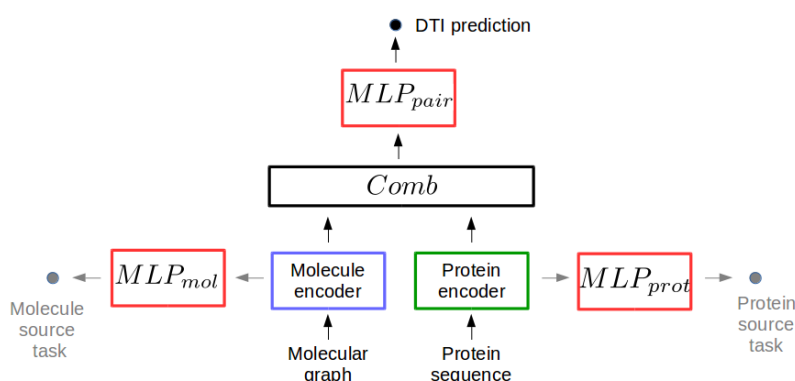 DTI prediction
MLP_pair
Comb
MLP_mol
Molecule
encoder
Protein
encoder
MLP_prot
Molecule
source
task
Molecular
graph
Protein
sequence
Protein
source
task